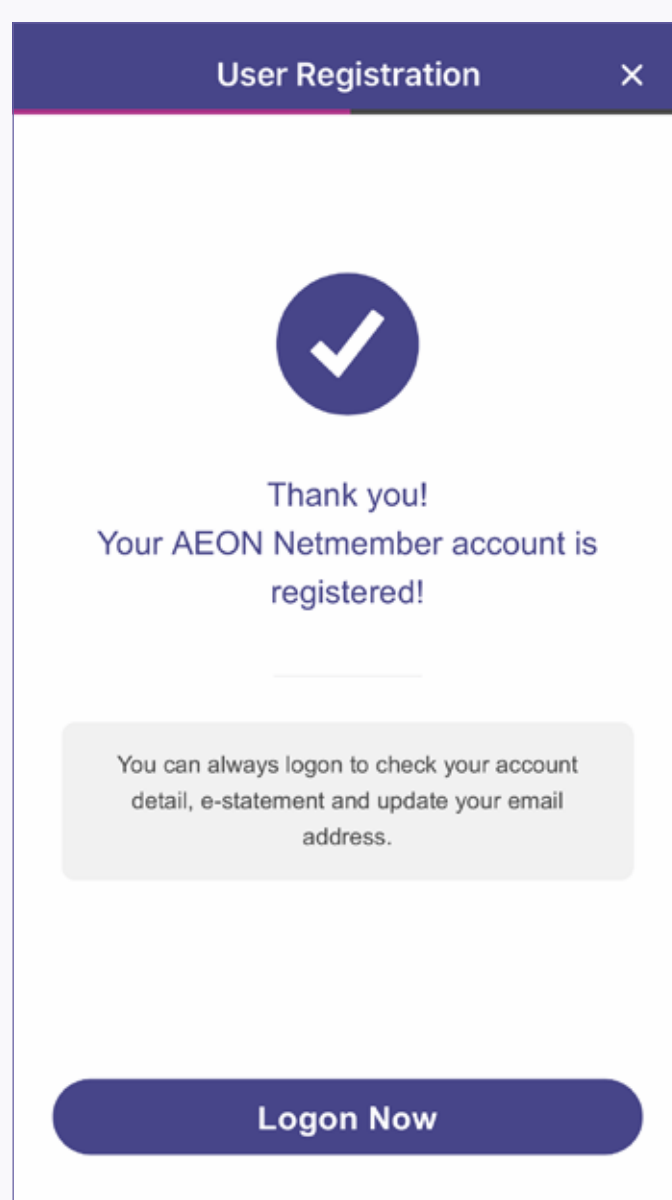 User Registration
Thank you!
Your AEON Netmember account is
registered!
You can always logon to check your account
detail, e-statement and update your email
address.
Logon Now